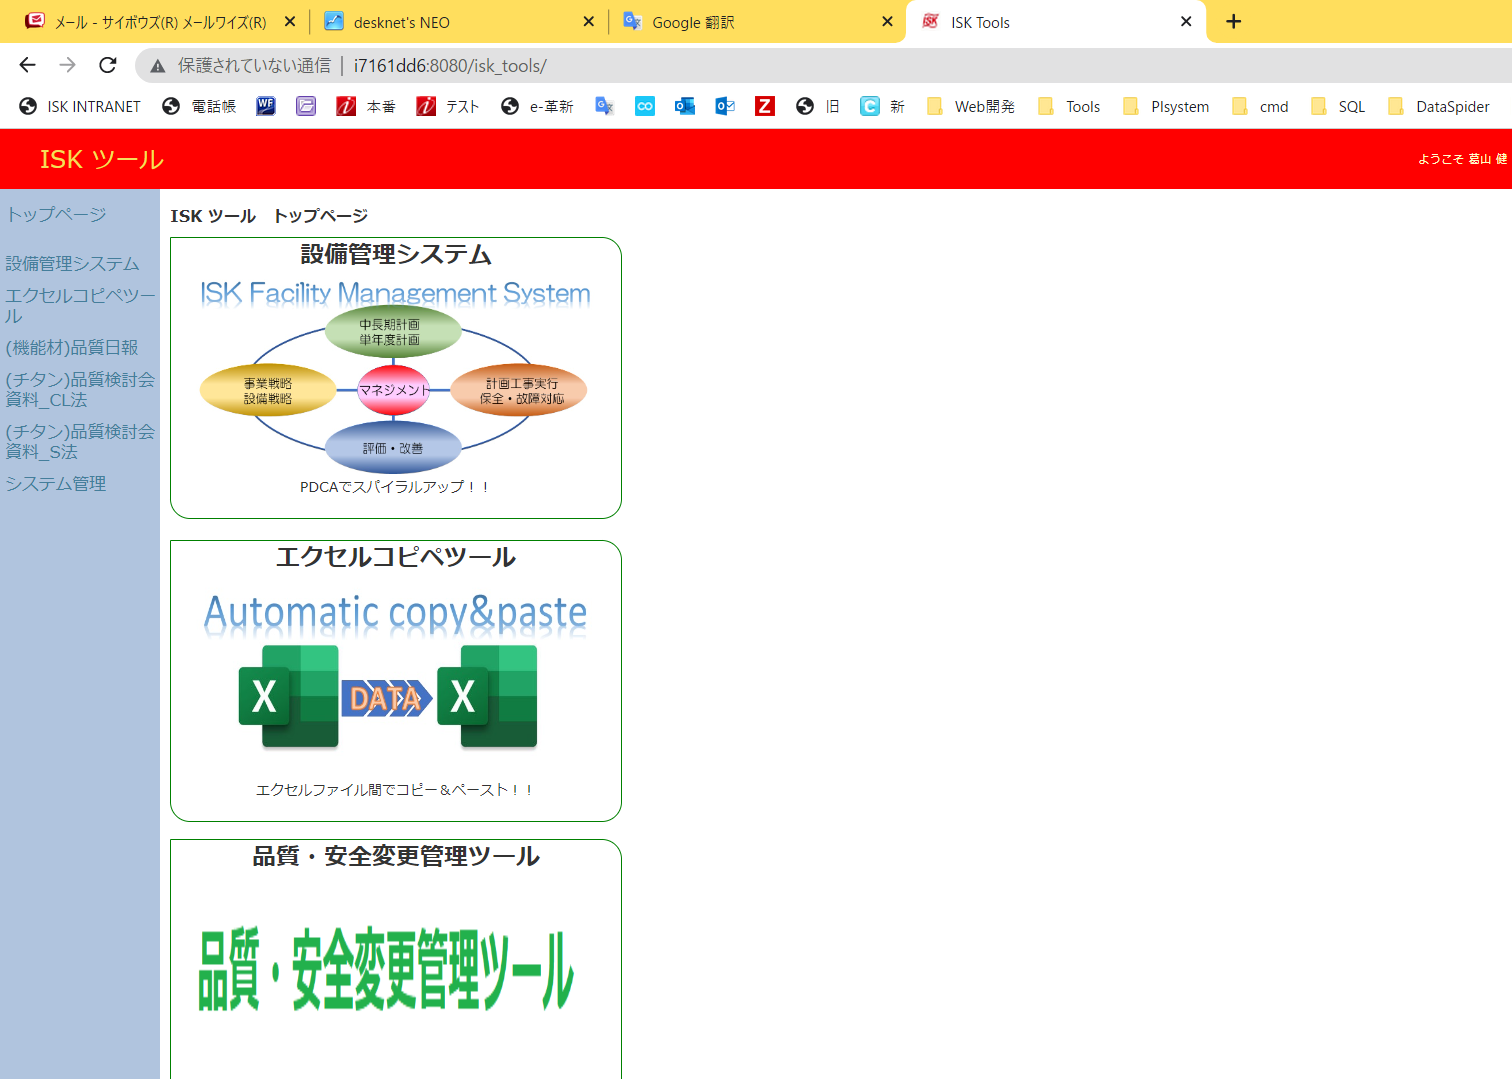 メール - サイボウズ(R) メールワイズ(R)
desknet's NEO
Google 翻訳
ISK Tools
保護されていない通信
i7161dd6:8080/isk_tools/
ISK INTRANET
電話帳
WF
本番
テスト
e-革新
旧
新
Web開発
Tools
PIsystem
cmd
SQL
DataSpider
ISK ツール
ようこそ 葛山 健
トップページ
設備管理システム
エクセルコピペツー
ル
(機能材)品質日報
(チタン)品質検討会
資料_CL法
(チタン)品質検討会
資料_S法
システム管理
ISK ツール　トップページ
設備管理システム
ISK Facility Management System
中長期計画
単年度計画
事業戦略
設備戦略
マネジメント
計画工事実行
保全・故障対応
評価・改善
PDCAでスパイラルアップ！！
エクセルコピペツール
Automatic copy&paste
X
DATA
X
エクセルファイル間でコピー＆ペースト！！
品質・安全変更管理ツール
品質・安全変更管理ツール